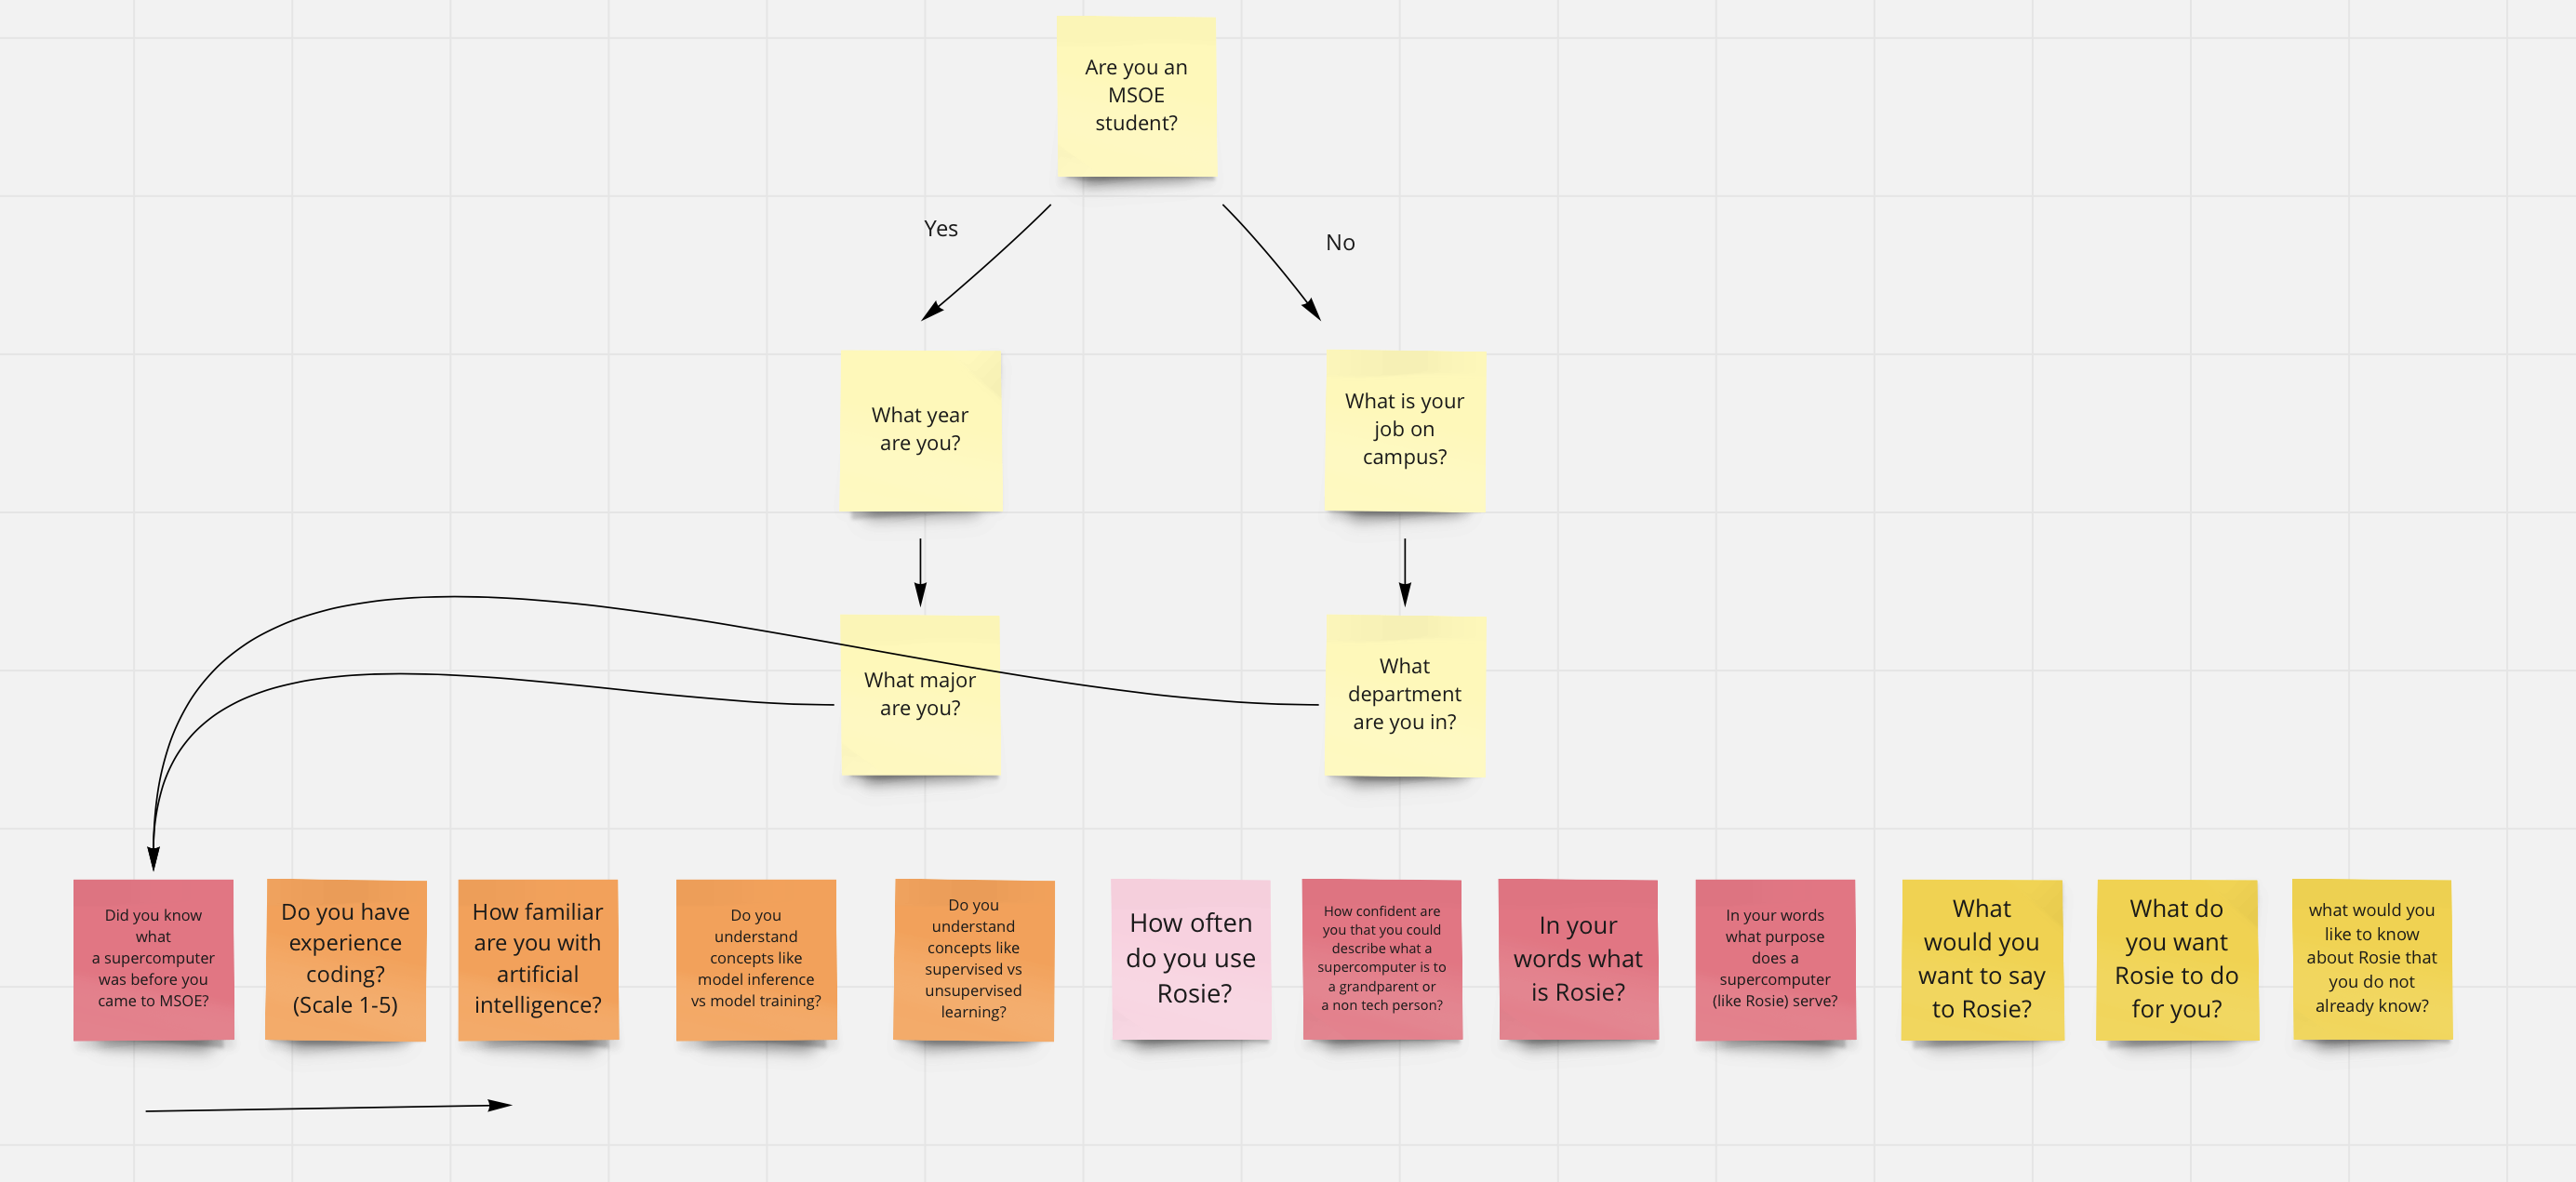 Are you an
MSOE
student?
Yes
No
What year
are you?
What is your
job on
campus?
What major
are you?
What
department
are you in?
Did you know
what
a supercomputer
was before you
came to MSOE?
Do you have
experience
coding?
(Scale 1-5)
How familiar
are you with
artificial
intelligence?
Do you
understand
concepts like
model inference
vs model training?
Do you
understand
concepts like
supervised vs
unsupervised
learning?
How often
do you use
Rosie?
How confident are
you that you could
describe what a
supercomputer is to
a grandparent or
a non tech person?
In your
words what
is Rosie?
In your words
what purpose
does a
supercomputer
(like Rosie) serve?
What
would you
want to say
to Rosie?
What do
you want
Rosie to do
for you?
what would you
like to know
about Rosie that
you do not
already know?